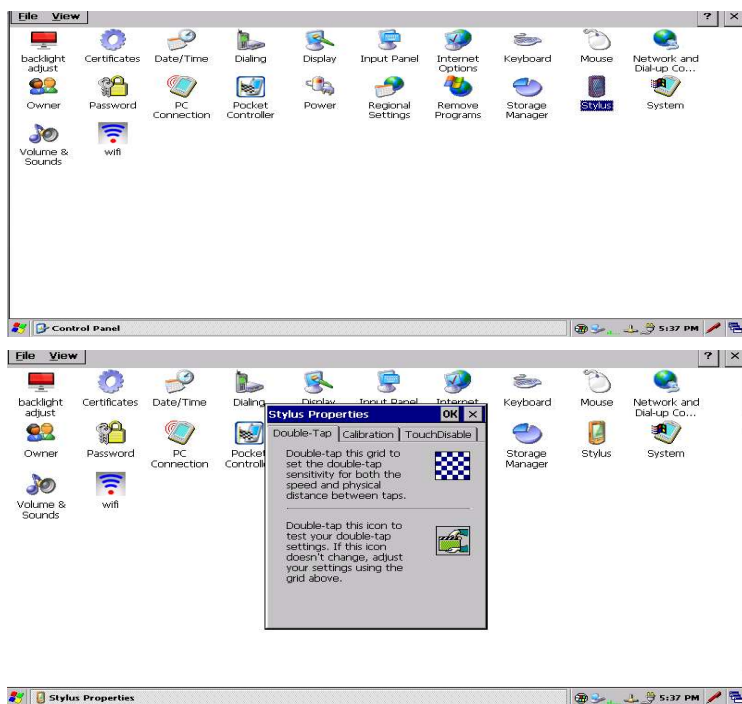 File View ? ×
backlight adjust Certificates Date/Time Dialing Display Input Panel Internet Options Keyboard Mouse Network and Dial-up Co...
Owner Password PC Connection Pocket Controller Power Regional Settings Remove Programs Storage Manager Stylus System
Volume & Sounds wifi
Control Panel 5:37 PM
File View ? ×
backlight adjust Certificates Date/Time Dialing Display Input Panel Internet Keyboard Mouse Network and Dial-up Co...
Stylus Properties OK ×
Owner Password PC Connection Pocket Storage Manager Stylus System
Double-Tap Calibration TouchDisable
Double-tap this grid to
set the double-tap
sensitivity for both the
speed and physical
distance between taps.
Volume & Sounds wifi
Double-tap this icon to
test your double-tap
settings. If this icon
doesn't change, adjust
your settings using the
grid above.
Stylus Properties 5:37 PM